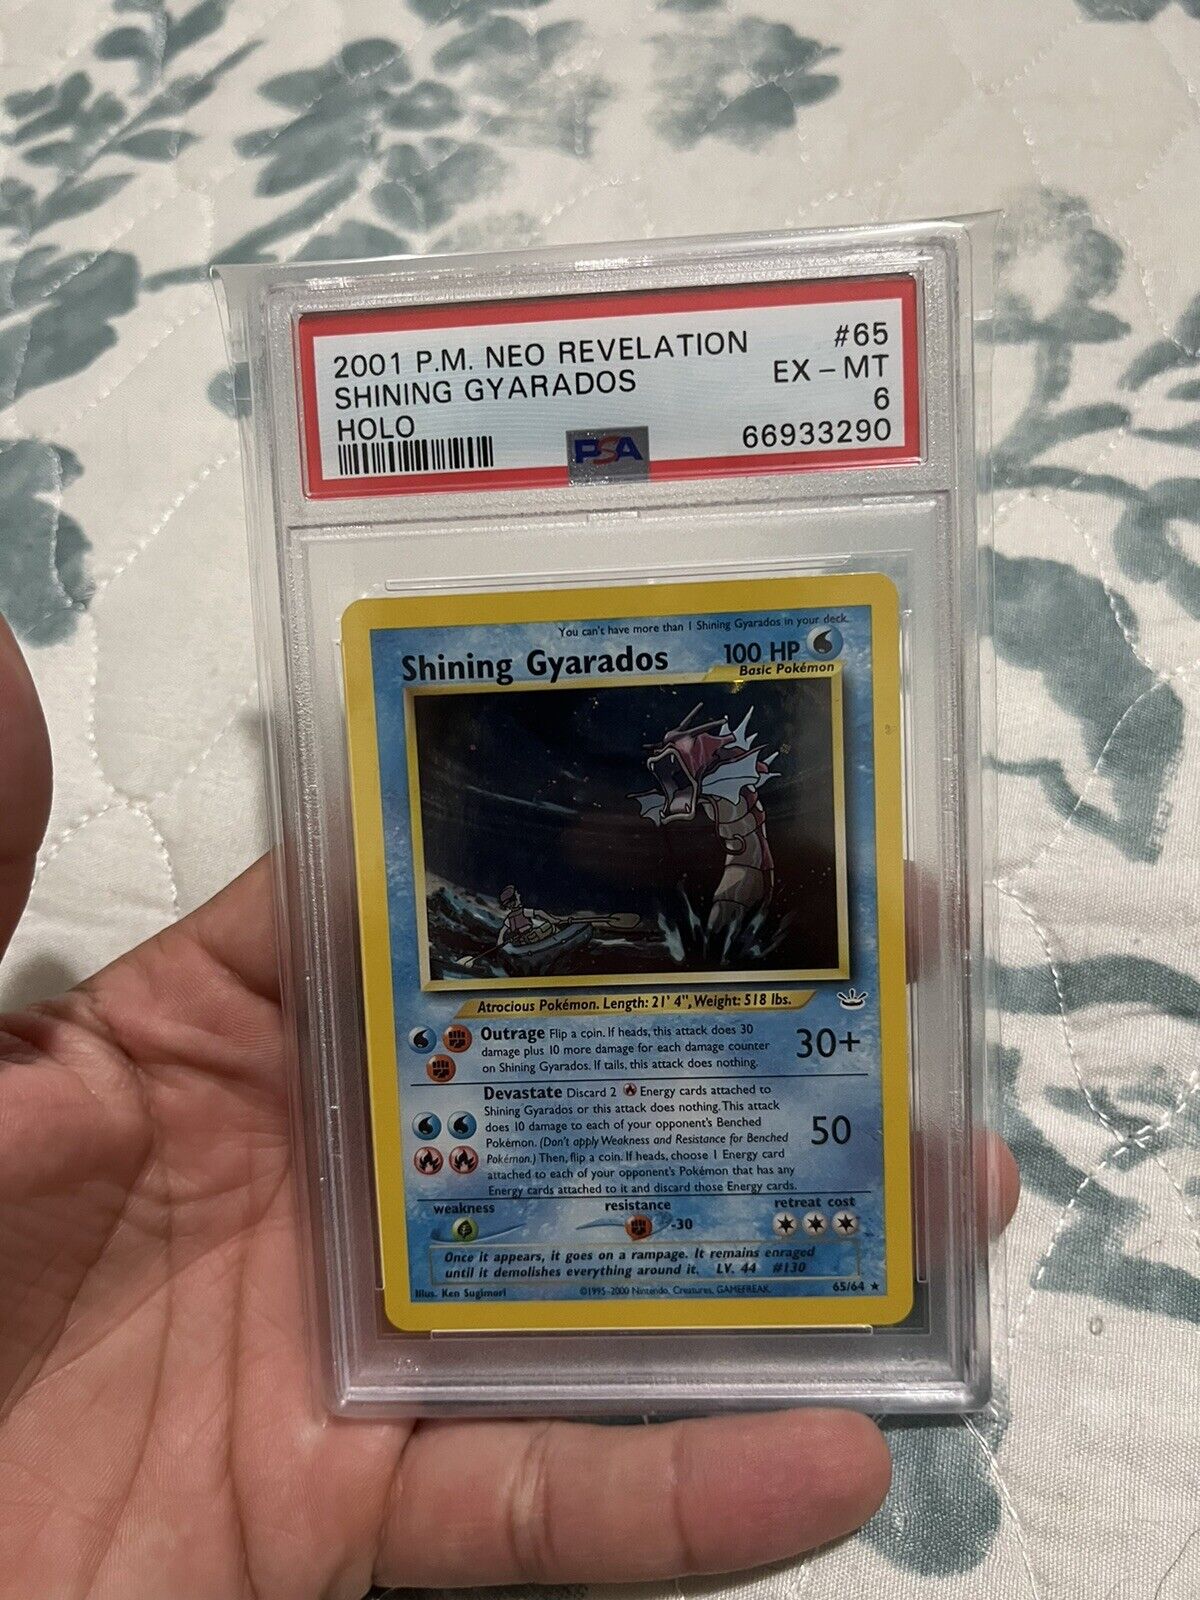 2001 P.M. NEO REVELATION #65
SHINING GYARADOS EX - MT
HOLO 6
PSA 66933290
You can't have more than 1 Shining Gyarados in your deck.
Shining Gyarados 100 HP
Basic Pokémon
Atrocious Pokémon. Length: 21' 4", Weight: 518 lbs.
Outrage Flip a coin. If heads, this attack does 30
damage plus 10 more damage for each damage counter
on Shining Gyarados. If tails, this attack does nothing.
30+
Devastate Discard 2 Energy cards attached to
Shining Gyarados or this attack does nothing. This attack
does 10 damage to each of your opponent's Benched
Pokémon. (Don't apply Weakness and Resistance for Benched
Pokémon.) Then, flip a coin. If heads, choose 1 Energy card
attached to each of your opponent's Pokémon that has any
Energy cards attached to it and discard those Energy cards.
50
weakness resistance retreat cost
-30
Once it appears, it goes on a rampage. It remains enraged
until it demolishes everything around it. LV. 44 #130
Illus. Ken Sugimori ©1995-2000 Nintendo, Creatures, GAMEFREAK. 65/64 ★